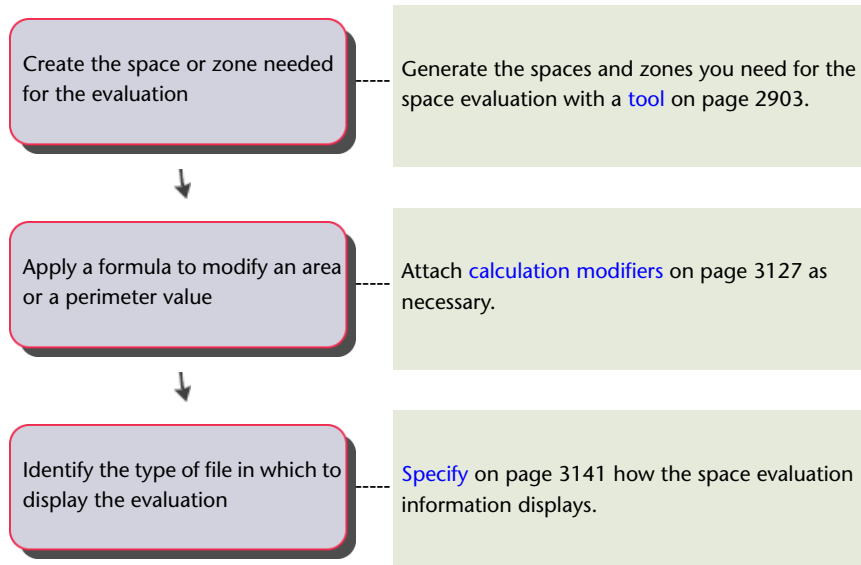 Create the space or zone needed
for the evaluation
Generate the spaces and zones you need for the
space evaluation with a tool on page 2903.
Apply a formula to modify an area
or a perimeter value
Attach calculation modifiers on page 3127 as
necessary.
Identify the type of file in which to
display the evaluation
Specify on page 3141 how the space evaluation
information displays.